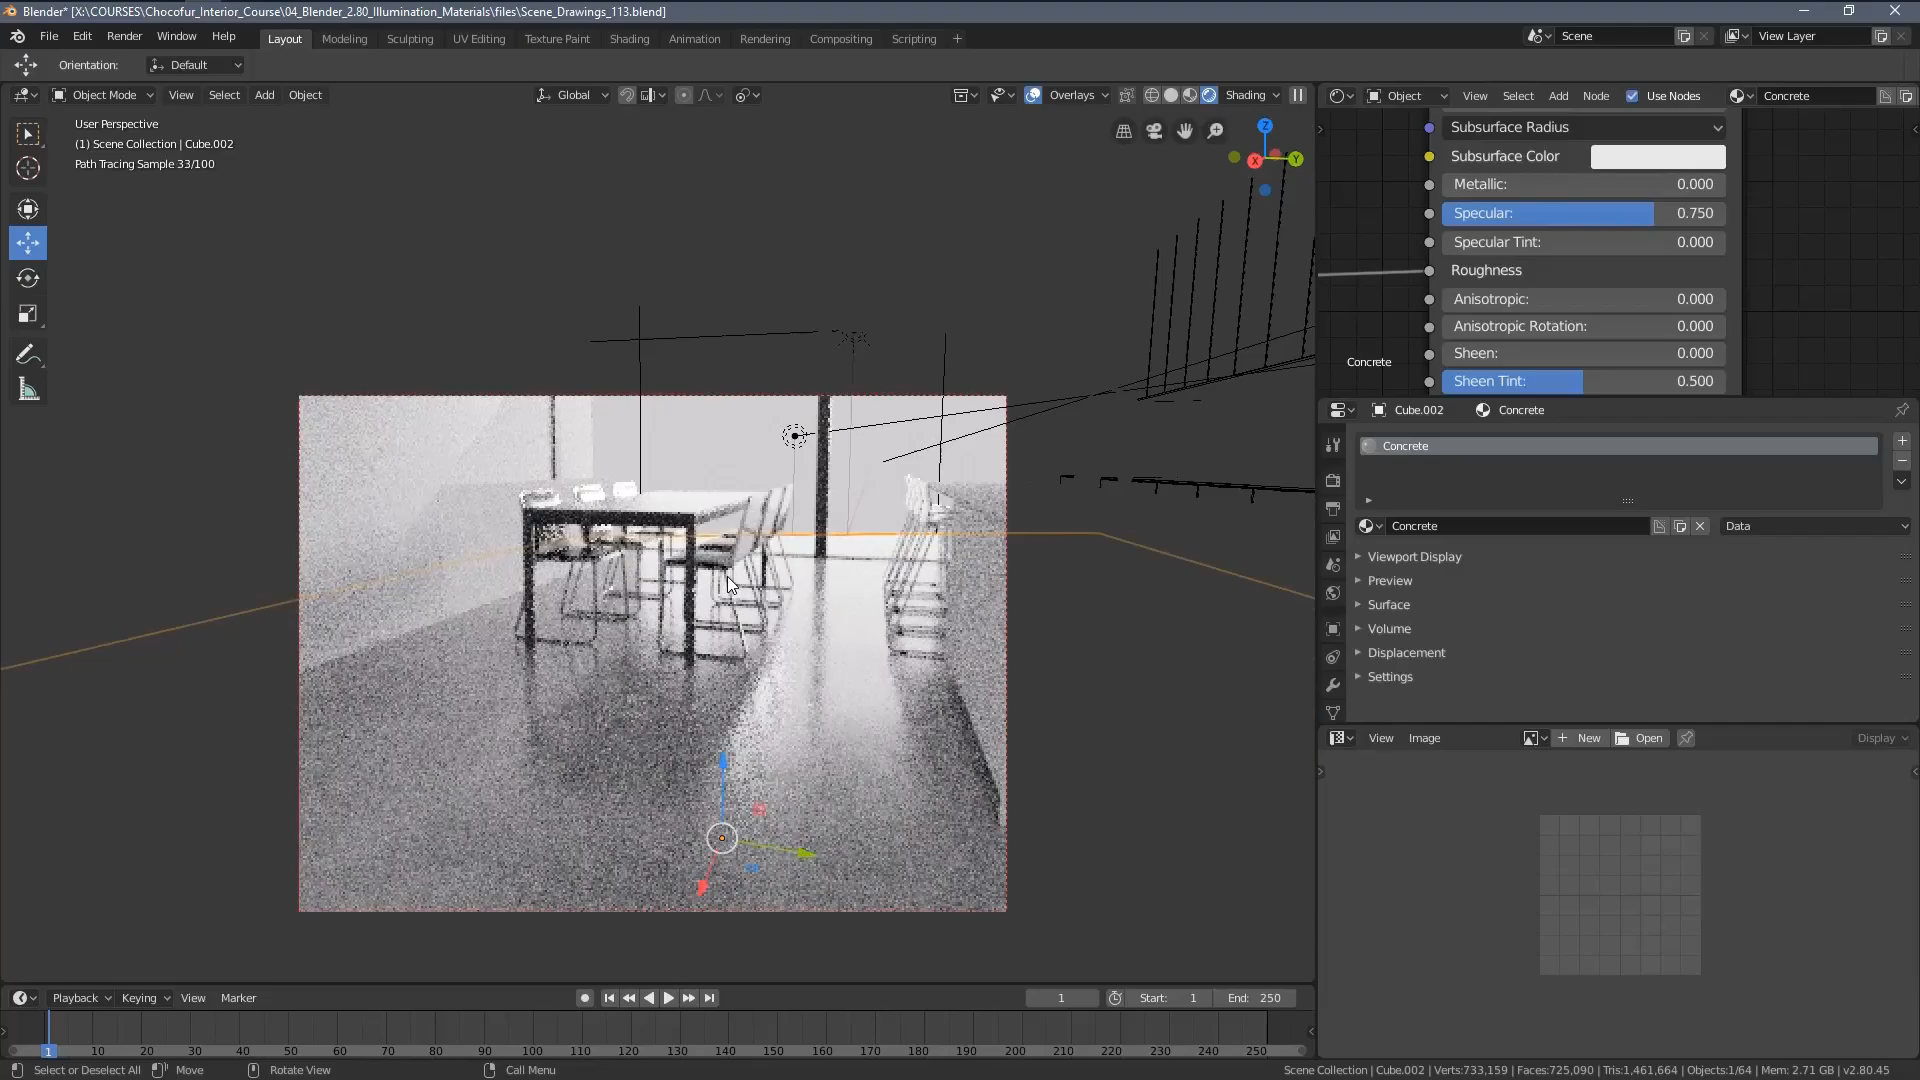 Blender* [X:\COURSES\Chocofur_Interior_Course\04_Blender_2.80_Illumination_Materials\files\Scene_Drawings_113.blend]
File Edit Render Window Help Layout Modeling Sculpting UV Editing Texture Paint Shading Animation Rendering Compositing Scripting + Scene View Layer
Orientation: Default
Object Mode View Select Add Object Global Overlays Shading Object View Select Add Node Use Nodes Concrete
User Perspective
(1) Scene Collection | Cube.002
Path Tracing Sample 33/100
Z
X
Y
Subsurface Radius
Subsurface Color
Metallic: 0.000
Specular: 0.750
Specular Tint: 0.000
Roughness
Anisotropic: 0.000
Anisotropic Rotation: 0.000
Sheen: 0.000
Concrete
Sheen Tint: 0.500
Cube.002 Concrete
Concrete
Concrete Data
Viewport Display
Preview
Surface
Volume
Displacement
Settings
View Image New Open Display
Playback Keying View Marker 1 Start: 1 End: 250
1 10 20 30 40 50 60 70 80 90 100 110 120 130 140 150 160 170 180 190 200 210 220 230 240 250
Select or Deselect All Move Rotate View Call Menu Scene Collection | Cube.002 | Verts:733,159 | Faces:725,090 | Tris:1,461,664 | Objects:1/64 | Mem: 2.71 GB | v2.80.45